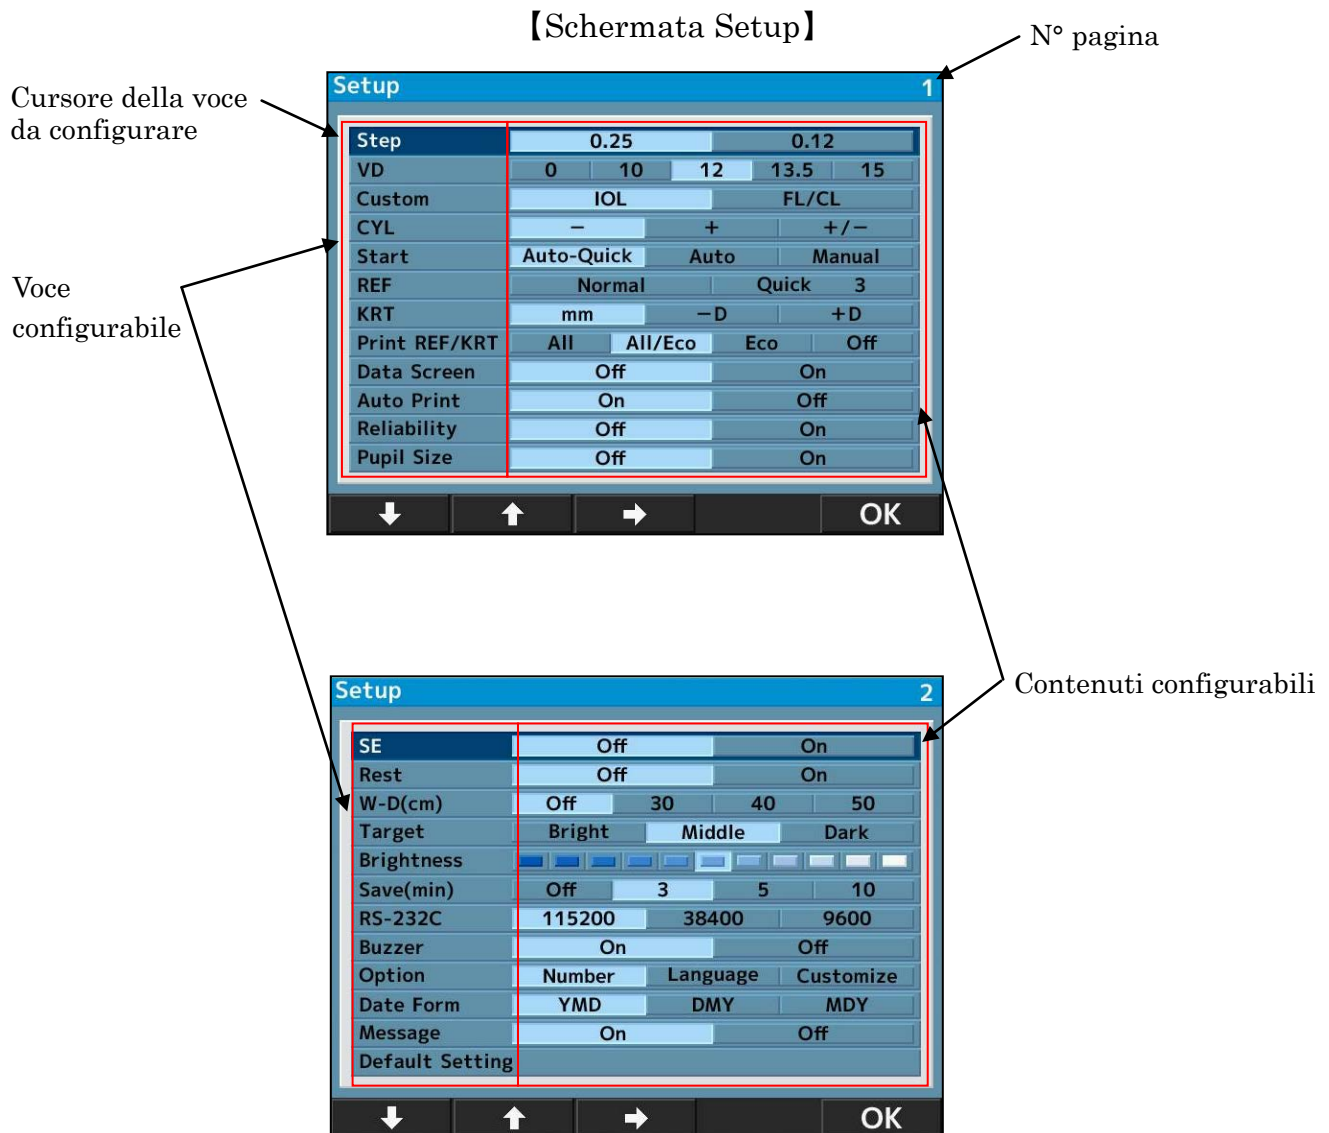 【Schermata Setup】
N° pagina
Cursore della voce
da configurare
Setup 1
Step 0.25 0.12
VD 0 10 12 13.5 15
Custom IOL FL/CL
CYL − + +/−
Start Auto-Quick Auto Manual
REF Normal Quick 3
KRT mm −D +D
Print REF/KRT All All/Eco Eco Off
Data Screen Off On
Auto Print On Off
Reliability Off On
Pupil Size Off On
OK
Voce
configurabile
Contenuti configurabili
Setup 2
SE Off On
Rest Off On
W-D(cm) Off 30 40 50
Target Bright Middle Dark
Brightness
Save(min) Off 3 5 10
RS-232C 115200 38400 9600
Buzzer On Off
Option Number Language Customize
Date Form YMD DMY MDY
Message On Off
Default Setting
OK